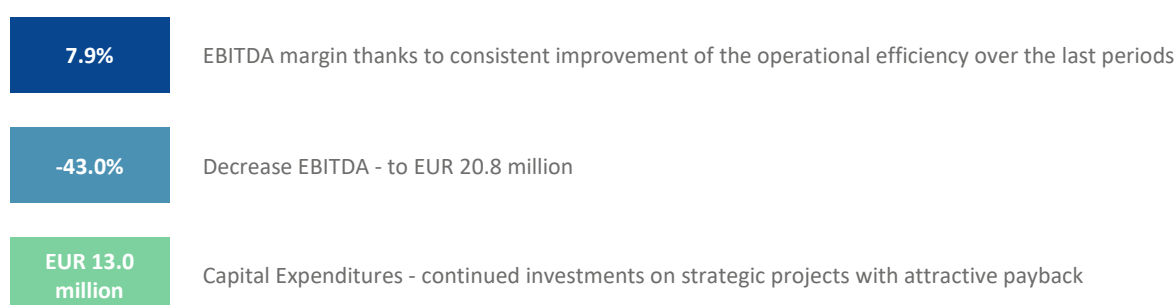 7.9%
EBITDA margin thanks to consistent improvement of the operational efficiency over the last periods
-43.0%
Decrease EBITDA - to EUR 20.8 million
EUR 13.0
million
Capital Expenditures - continued investments on strategic projects with attractive payback